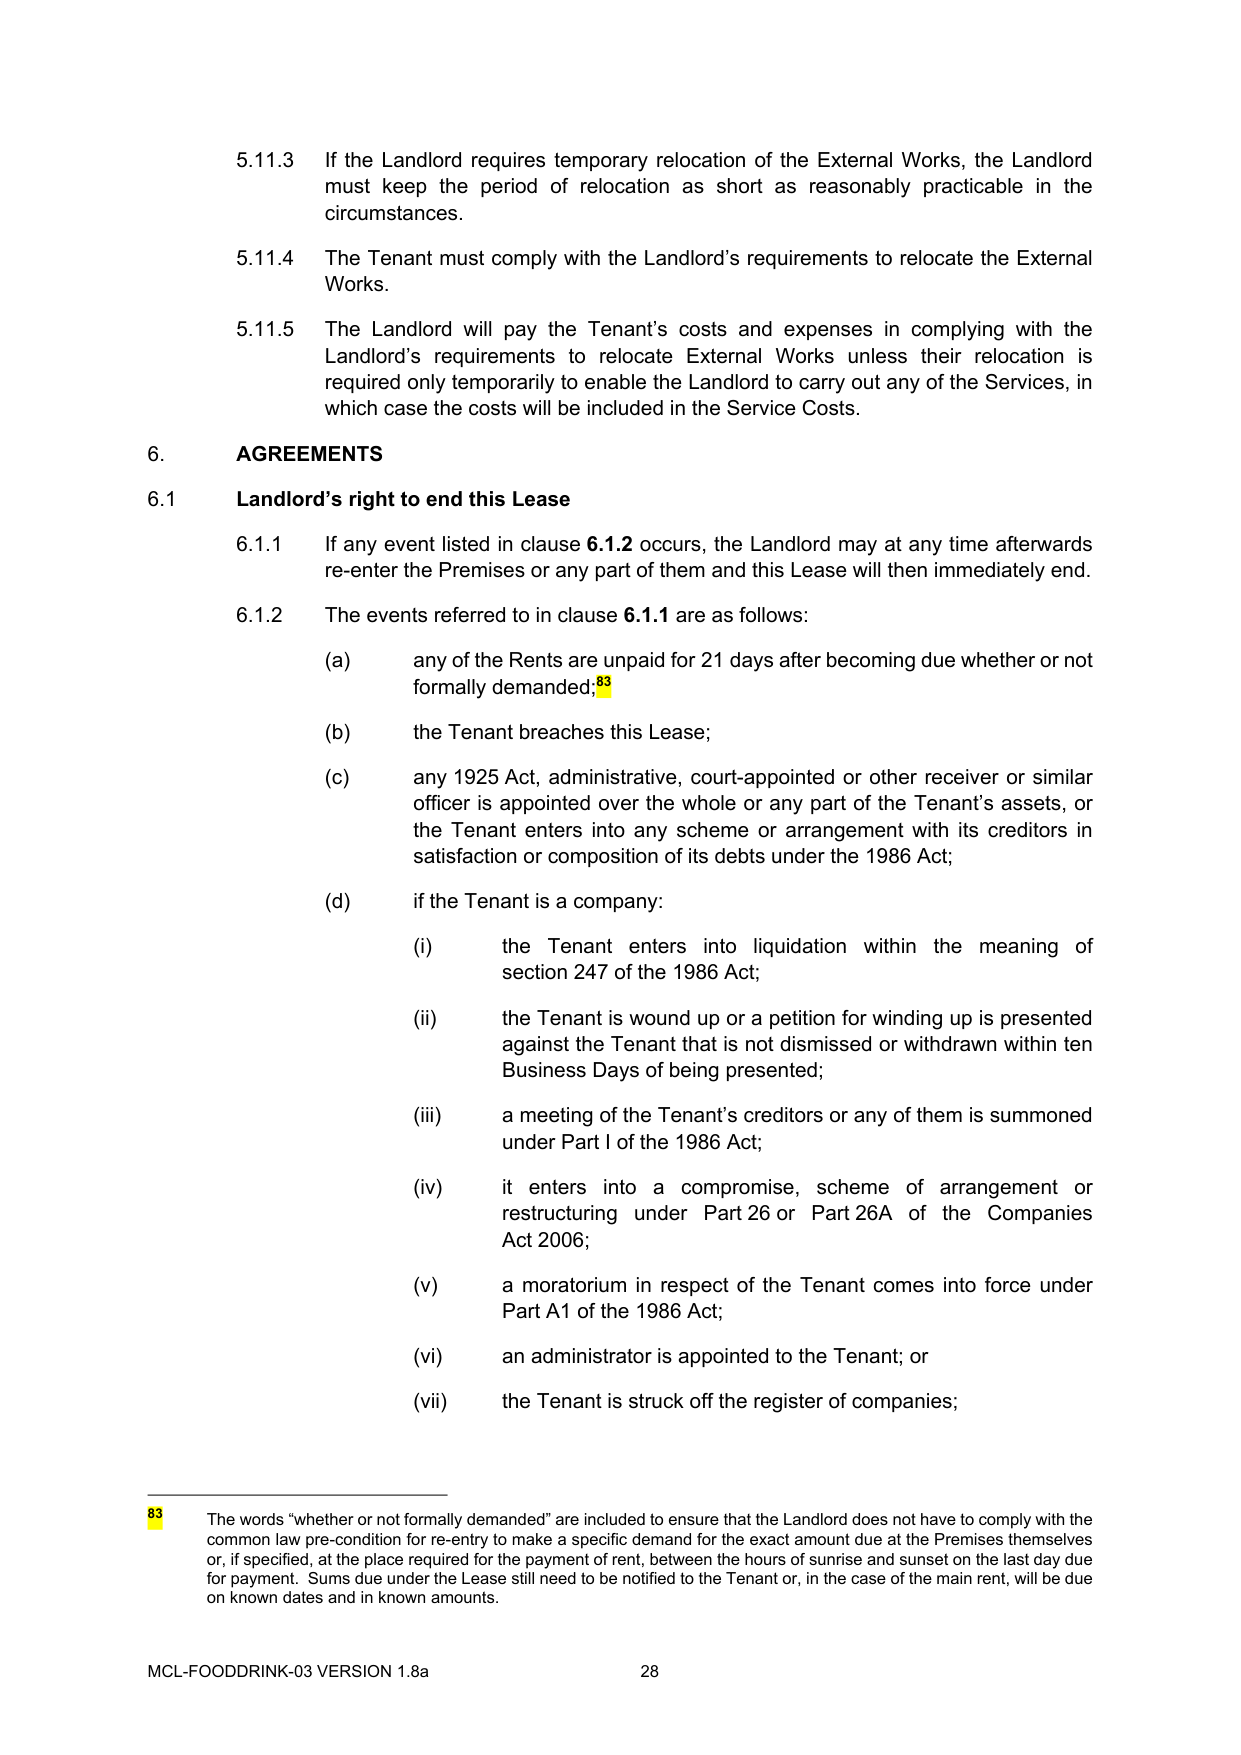 5.11.3 If the Landlord requires temporary relocation of the External Works, the Landlord
must keep the period of relocation as short as reasonably practicable in the
circumstances.
5.11.4 The Tenant must comply with the Landlord’s requirements to relocate the External
Works.
5.11.5 The Landlord will pay the Tenant’s costs and expenses in complying with the
Landlord’s requirements to relocate External Works unless their relocation is
required only temporarily to enable the Landlord to carry out any of the Services, in
which case the costs will be included in the Service Costs.
6. AGREEMENTS
6.1 Landlord’s right to end this Lease
6.1.1 If any event listed in clause 6.1.2 occurs, the Landlord may at any time afterwards
re-enter the Premises or any part of them and this Lease will then immediately end.
6.1.2 The events referred to in clause 6.1.1 are as follows:
(a) any of the Rents are unpaid for 21 days after becoming due whether or not
formally demanded;83
(b) the Tenant breaches this Lease;
(c) any 1925 Act, administrative, court-appointed or other receiver or similar
officer is appointed over the whole or any part of the Tenant’s assets, or
the Tenant enters into any scheme or arrangement with its creditors in
satisfaction or composition of its debts under the 1986 Act;
(d) if the Tenant is a company:
(i) the Tenant enters into liquidation within the meaning of
section 247 of the 1986 Act;
(ii) the Tenant is wound up or a petition for winding up is presented
against the Tenant that is not dismissed or withdrawn within ten
Business Days of being presented;
(iii) a meeting of the Tenant’s creditors or any of them is summoned
under Part I of the 1986 Act;
(iv) it enters into a compromise, scheme of arrangement or
restructuring under Part 26 or Part 26A of the Companies
Act 2006;
(v) a moratorium in respect of the Tenant comes into force under
Part A1 of the 1986 Act;
(vi) an administrator is appointed to the Tenant; or
(vii) the Tenant is struck off the register of companies;
83 The words “whether or not formally demanded” are included to ensure that the Landlord does not have to comply with the
common law pre-condition for re-entry to make a specific demand for the exact amount due at the Premises themselves
or, if specified, at the place required for the payment of rent, between the hours of sunrise and sunset on the last day due
for payment. Sums due under the Lease still need to be notified to the Tenant or, in the case of the main rent, will be due
on known dates and in known amounts.
MCL-FOODDRINK-03 VERSION 1.8a 28